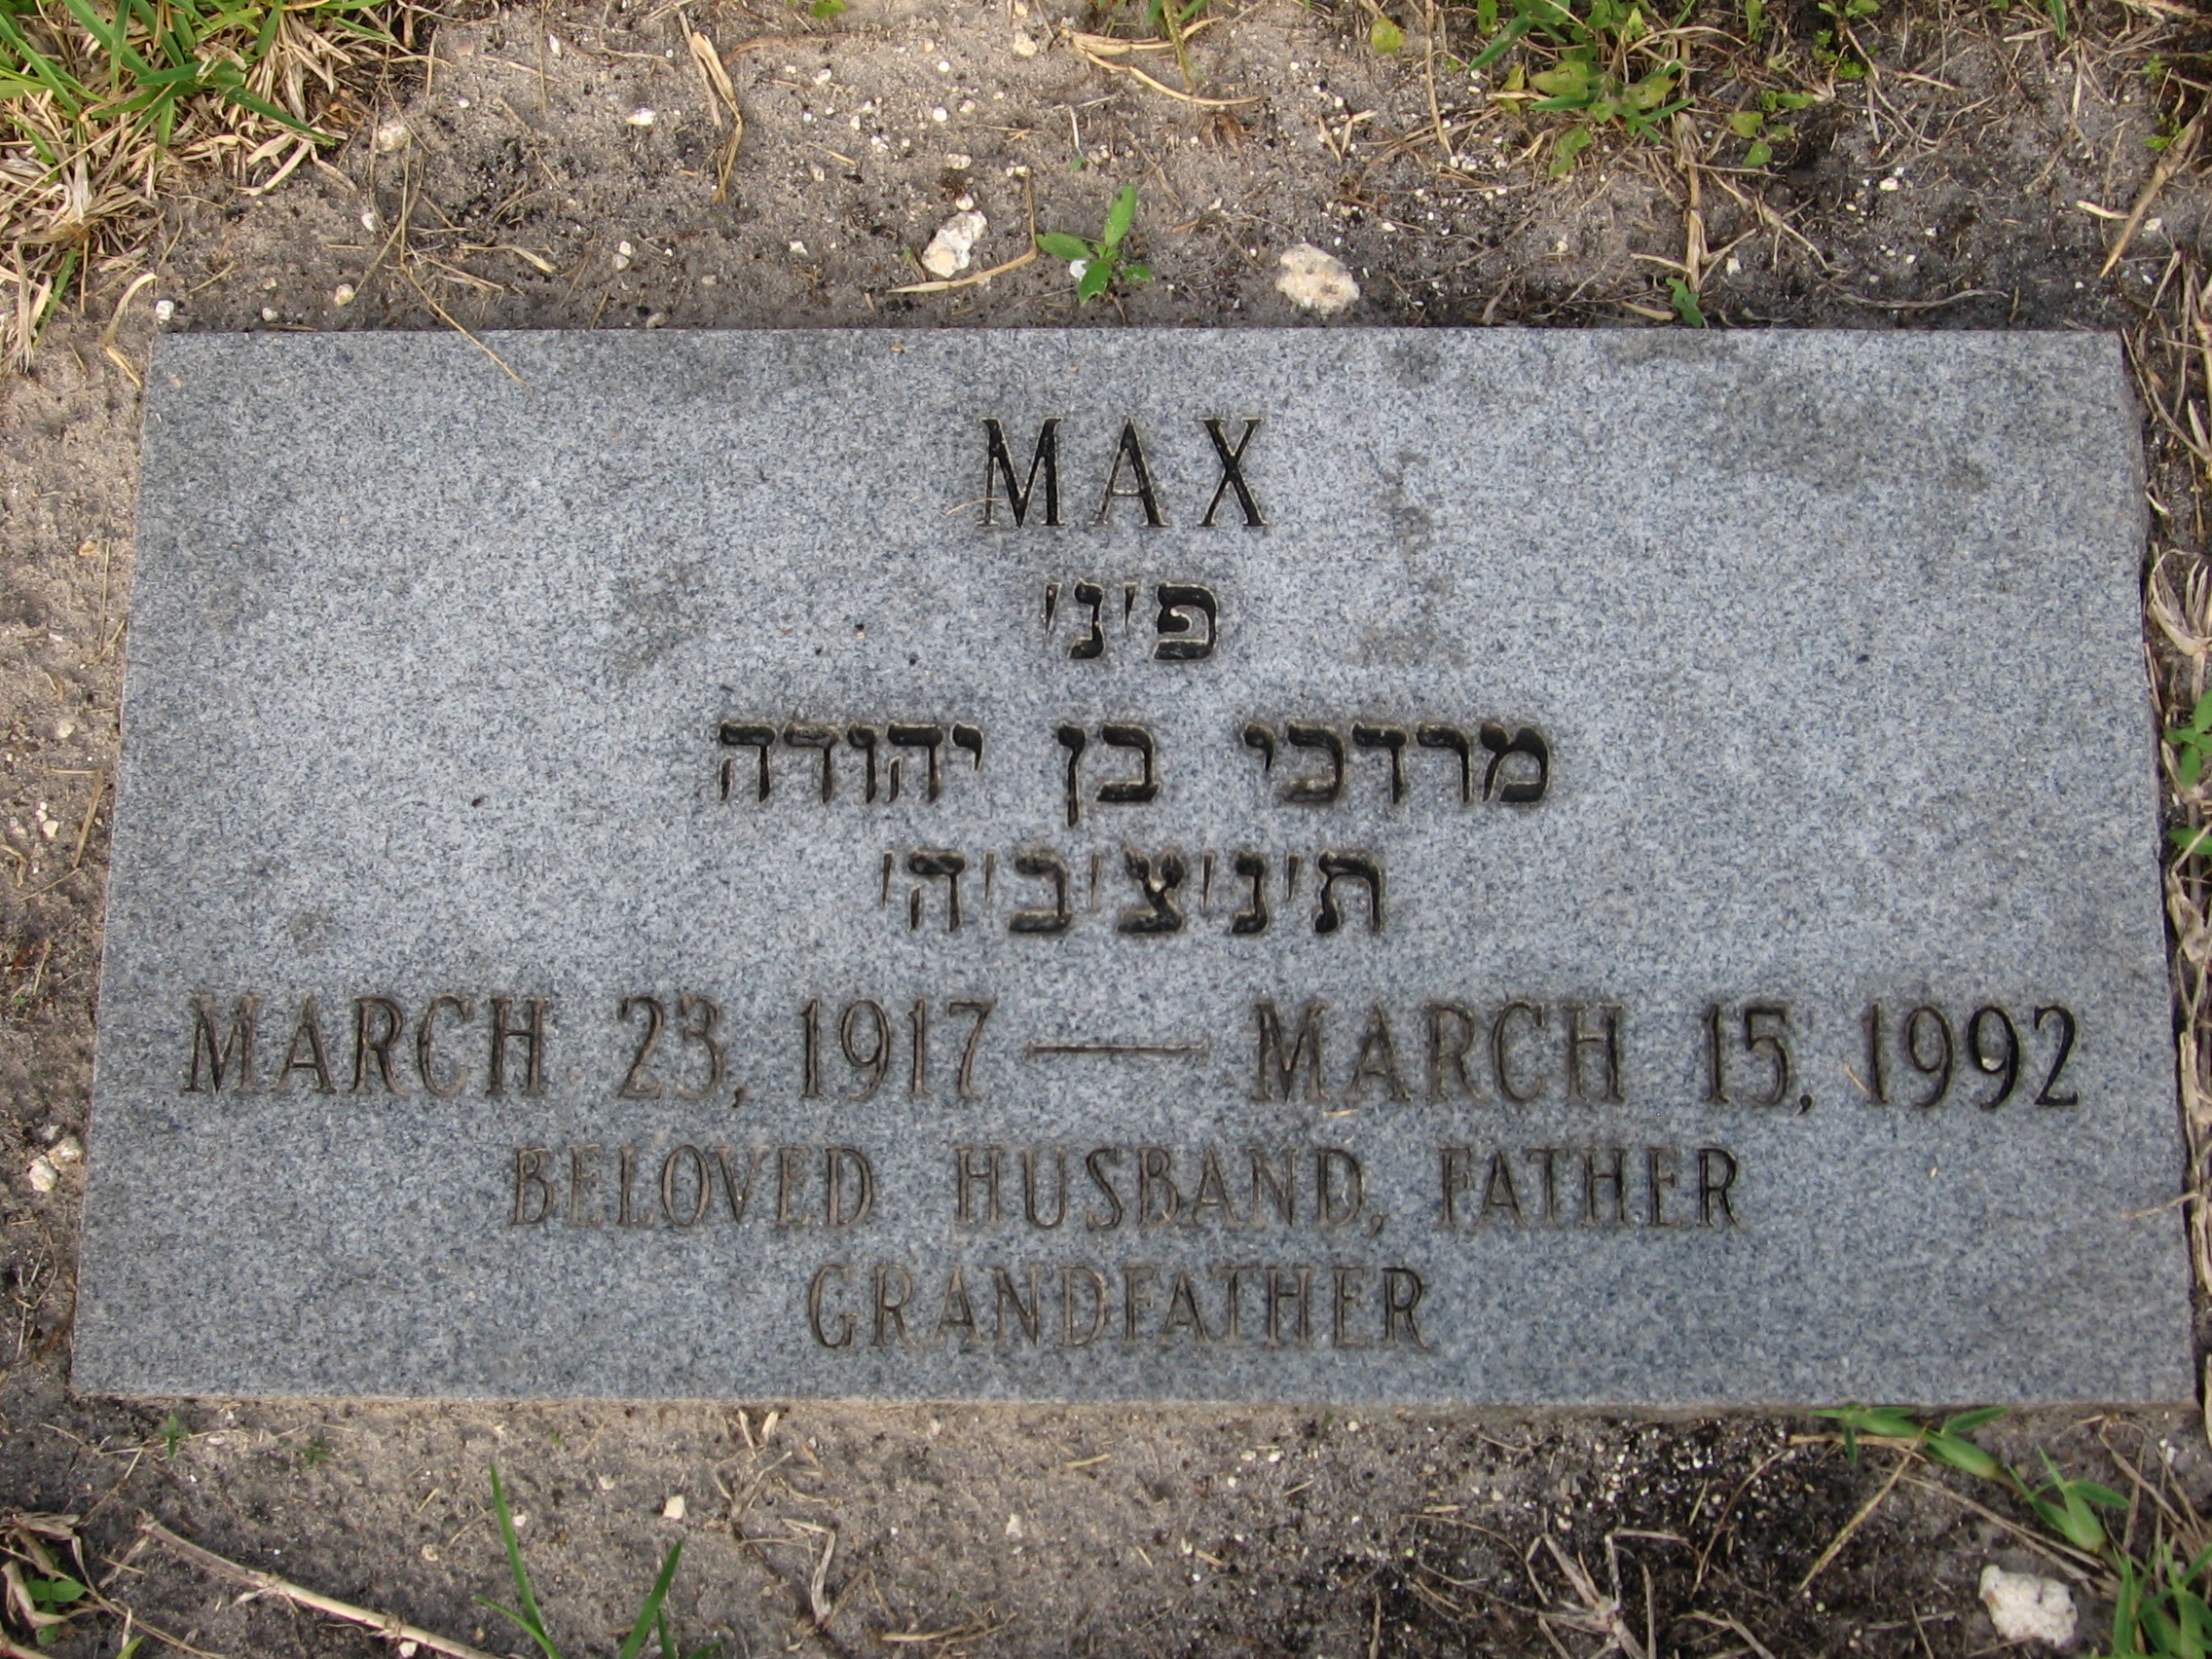 MAX
פ'נ'
מרדכי בן יהודה
ת'נ'צ'ב'ה'
MARCH 23, 1917 — MARCH 15, 1992
BELOVED HUSBAND, FATHER
GRANDFATHER